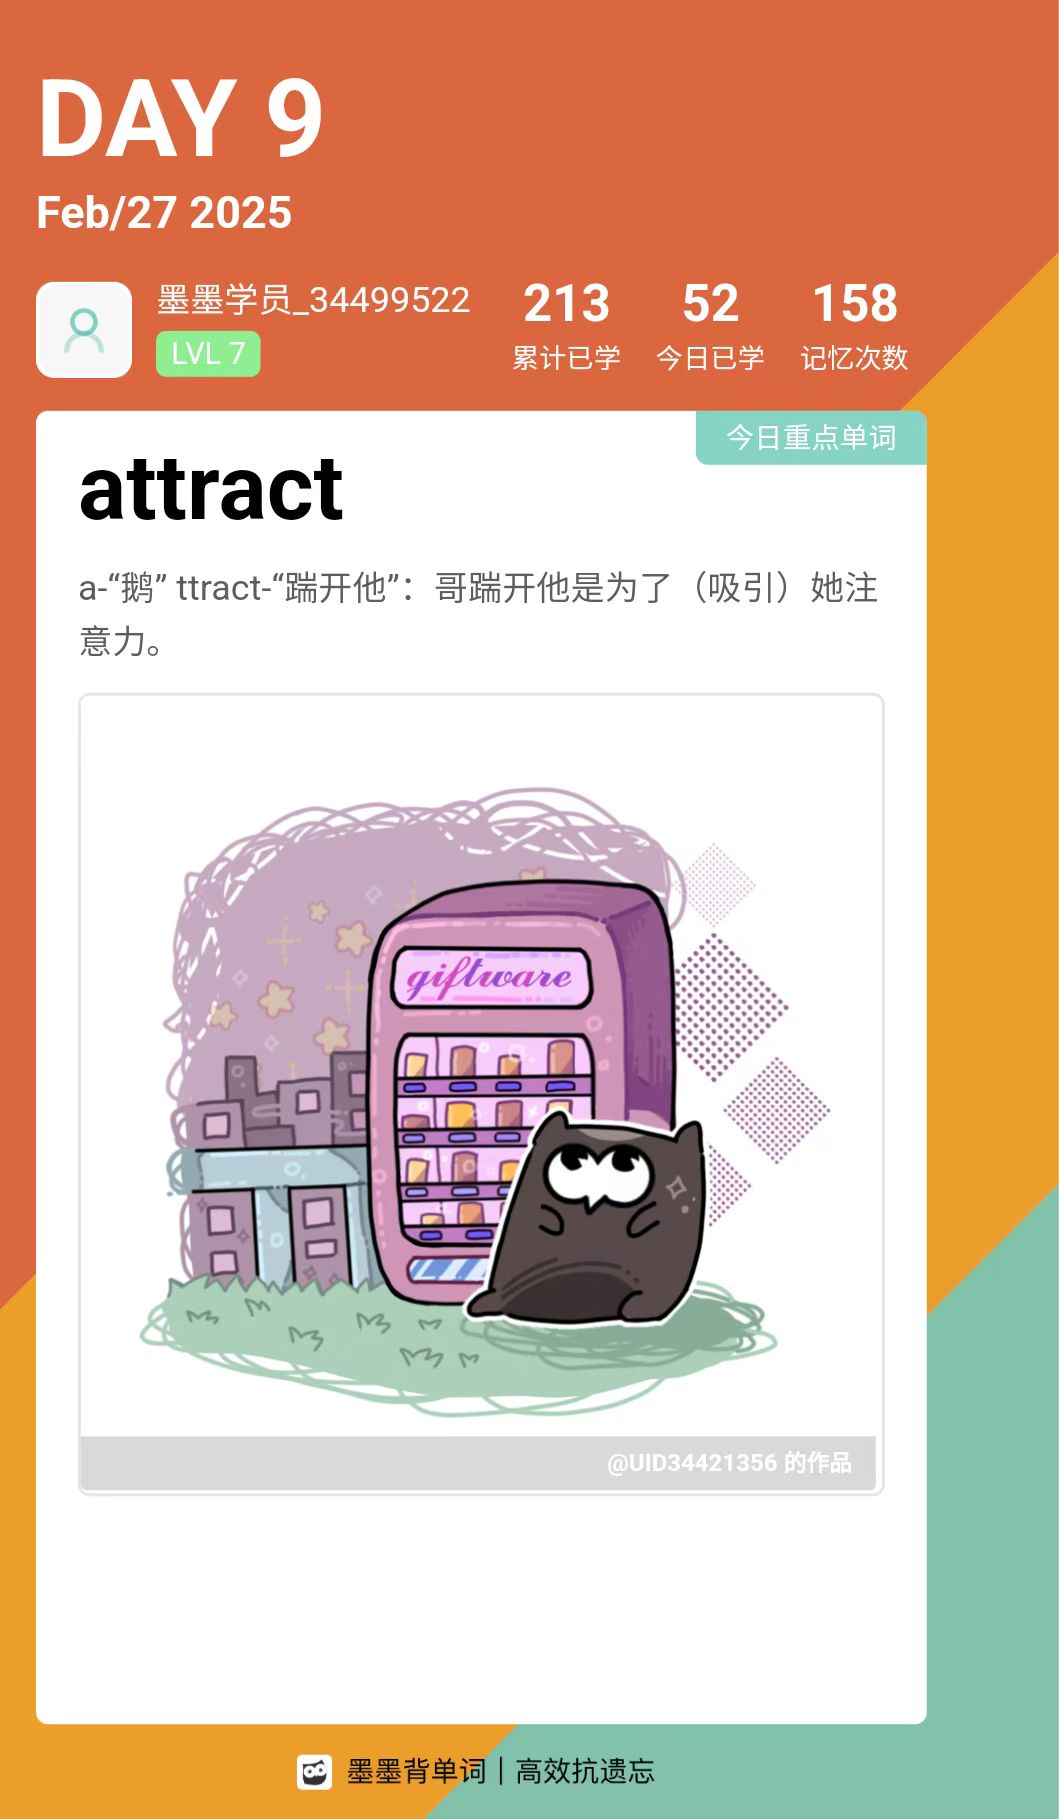 DAY 9
Feb/27 2025
墨墨学员_34499522
LVL 7
213
累计已学
52
今日已学
158
记忆次数
今日重点单词
attract
a-“鹅” ttract-“踹开他”：哥踹开他是为了（吸引）她注
意力。
giftware
@UID34421356 的作品
墨墨背单词｜高效抗遗忘